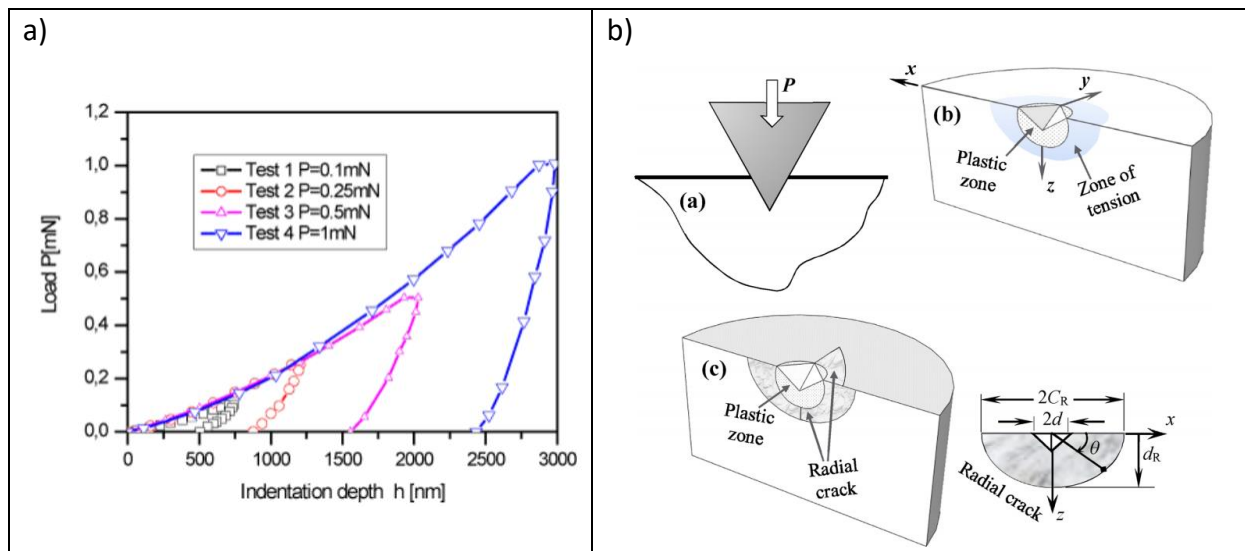 a)
1,2
1,0
0,8
0,6
0,4
0,2
0,0
Load P[mN]
Test 1 P=0.1mN
Test 2 P=0.25mN
Test 3 P=0.5mN
Test 4 P=1mN
0
500
1000
1500
2000
2500
3000
Indentation depth h [nm]
b)
P
(a)
x
y
(b)
Plastic
zone
z
Zone of
tension
(c)
Plastic
zone
Radial
crack
2C_R
2d
x
θ
d_R
Radial crack
z